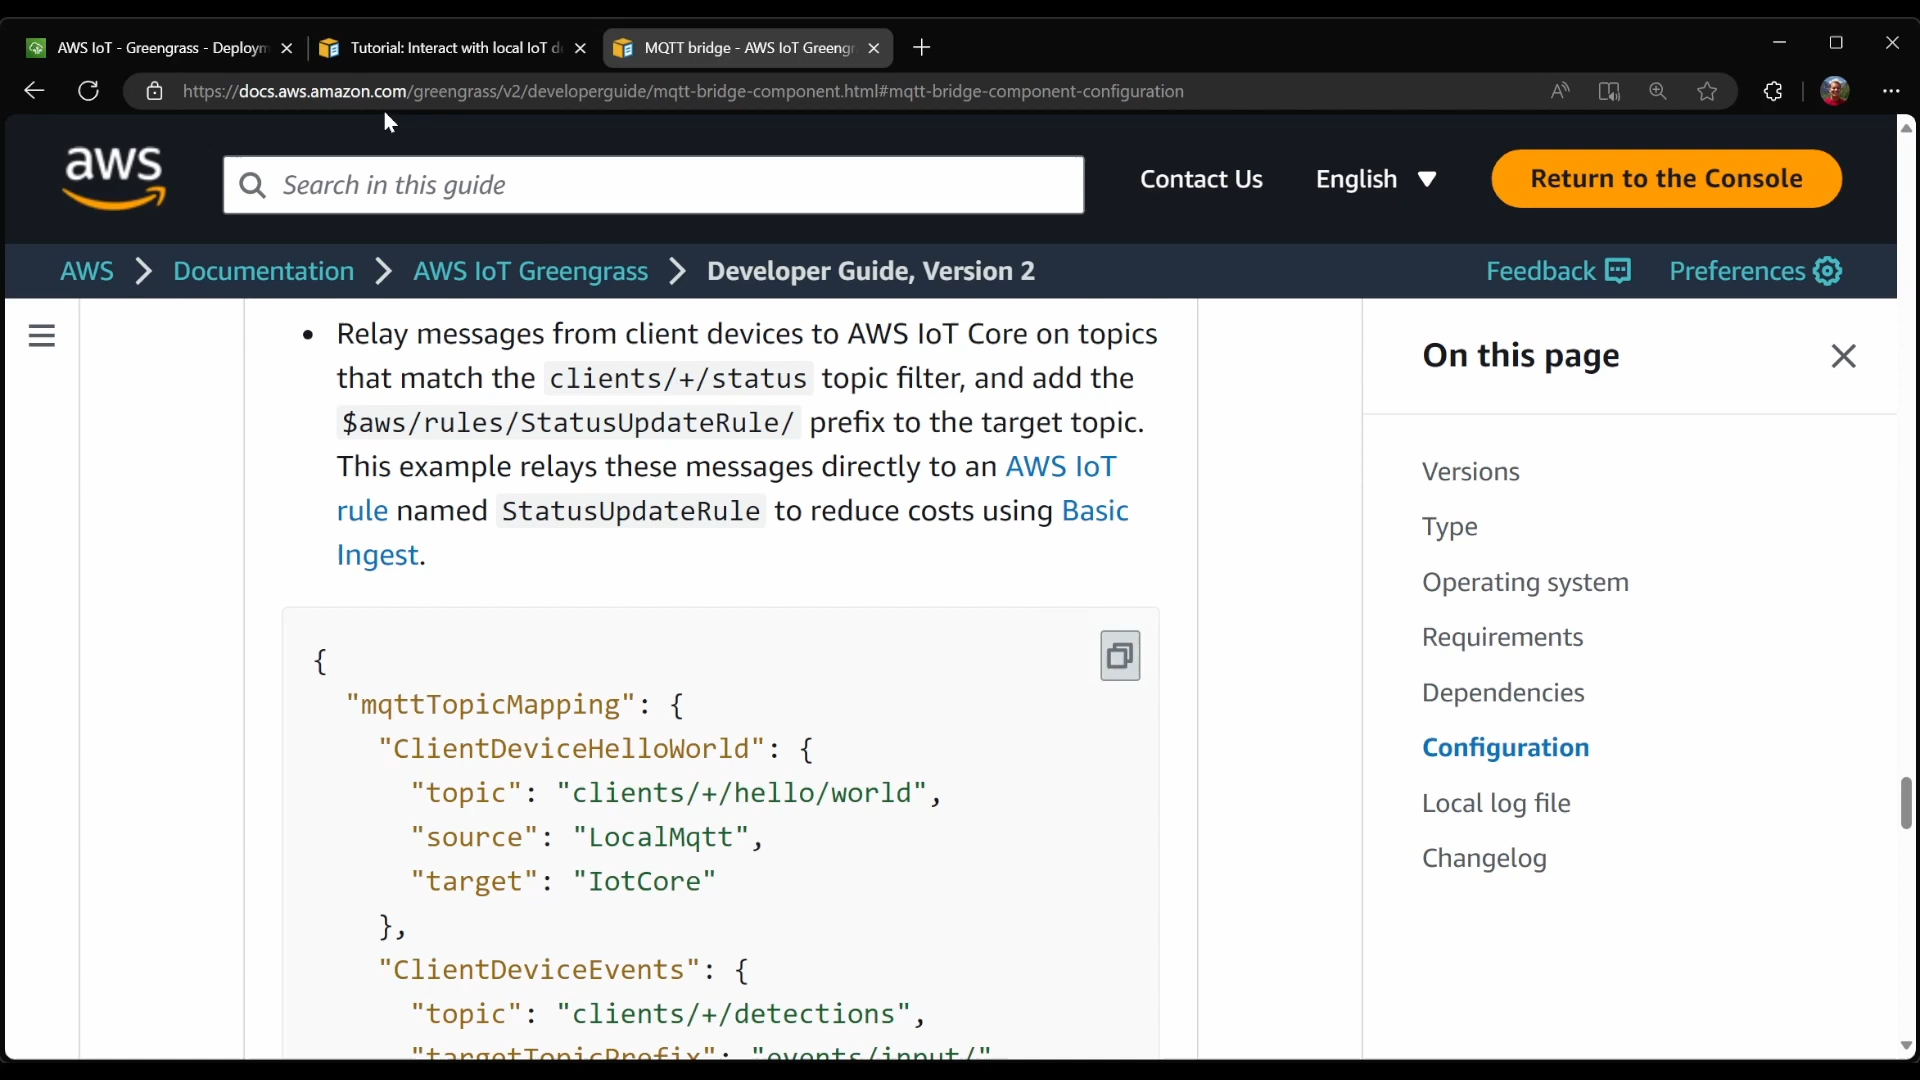 AWS IoT - Greengrass - Deploym
Tutorial: Interact with local IoT d
MQTT bridge - AWS IoT Greengr
https://docs.aws.amazon.com/greengrass/v2/developerguide/mqtt-bridge-component.html#mqtt-bridge-component-configuration
aws
Search in this guide
Contact Us
English
Return to the Console
AWS > Documentation > AWS IoT Greengrass > Developer Guide, Version 2
Feedback
Preferences
• Relay messages from client devices to AWS IoT Core on topics
that match the clients/+/status topic filter, and add the
$aws/rules/StatusUpdateRule/ prefix to the target topic.
This example relays these messages directly to an AWS IoT
rule named StatusUpdateRule to reduce costs using Basic
Ingest.
{
"mqttTopicMapping": {
"ClientDeviceHelloWorld": {
"topic": "clients/+/hello/world",
"source": "LocalMqtt",
"target": "IotCore"
},
"ClientDeviceEvents": {
"topic": "clients/+/detections",
"targetTopicPrefix": "events/input/"
On this page
Versions
Type
Operating system
Requirements
Dependencies
Configuration
Local log file
Changelog